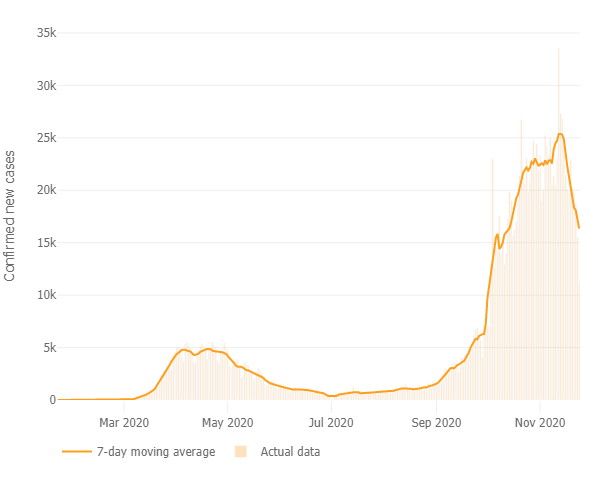 35k
30k
25k
20k
15k
10k
5k
0
Confirmed new cases
Mar 2020 May 2020 Jul 2020 Sep 2020 Nov 2020
7-day moving average Actual data